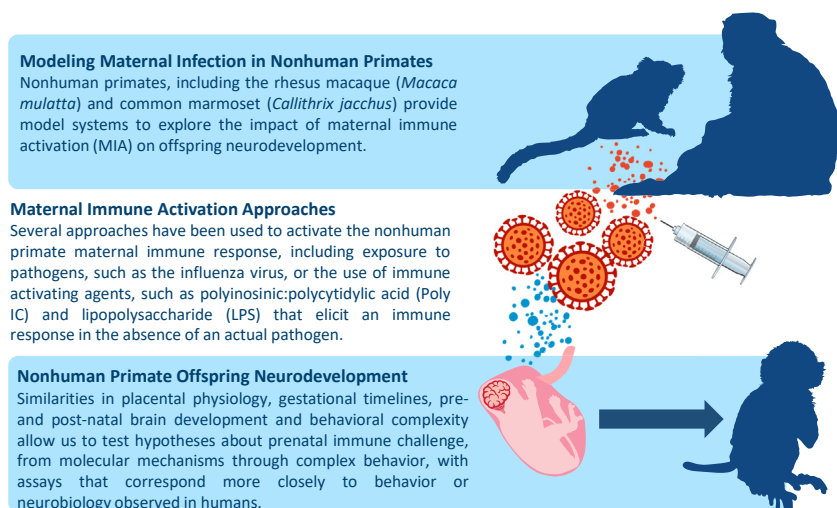 Modeling Maternal Infection in Nonhuman Primates
Nonhuman primates, including the rhesus macaque (Macaca
mulatta) and common marmoset (Callithrix jacchus) provide
model systems to explore the impact of maternal immune
activation (MIA) on offspring neurodevelopment.
Maternal Immune Activation Approaches
Several approaches have been used to activate the nonhuman
primate maternal immune response, including exposure to
pathogens, such as the influenza virus, or the use of immune
activating agents, such as polyinosinic:polycytidylic acid (Poly
IC) and lipopolysaccharide (LPS) that elicit an immune
response in the absence of an actual pathogen.
Nonhuman Primate Offspring Neurodevelopment
Similarities in placental physiology, gestational timelines, pre-
and post-natal brain development and behavioral complexity
allow us to test hypotheses about prenatal immune challenge,
from molecular mechanisms through complex behavior, with
assays that correspond more closely to behavior or
neurobiology observed in humans.